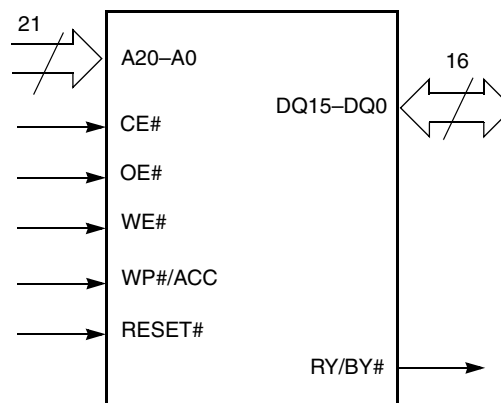 21
A20–A0
16
DQ15–DQ0
CE#
OE#
WE#
WP#/ACC
RESET#
RY/BY#